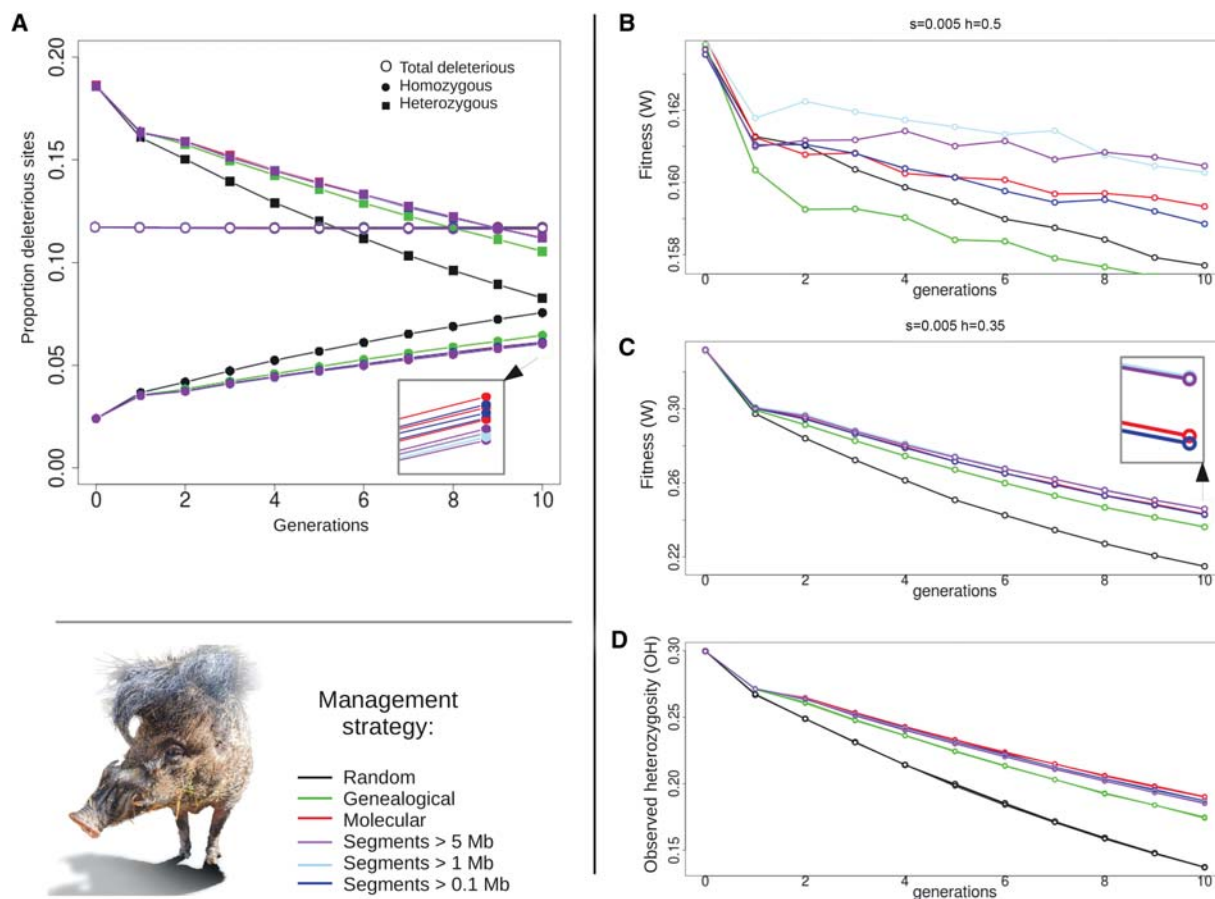 A
Proportion deleterious sites
0.20
0.15
0.10
0.05
0.00
Total deleterious
Homozygous
Heterozygous
0 2 4 6 8 10
Generations
Management
strategy:
Random
Genealogical
Molecular
Segments > 5 Mb
Segments > 1 Mb
Segments > 0.1 Mb
B
s=0.005 h=0.5
Fitness (W)
0.162
0.160
0.158
0 2 4 6 8 10
generations
C
s=0.005 h=0.35
Fitness (W)
0.30
0.26
0.22
0 2 4 6 8 10
generations
D
Observed heterozygosity (OH)
0.30
0.25
0.20
0.15
0 2 4 6 8 10
generations